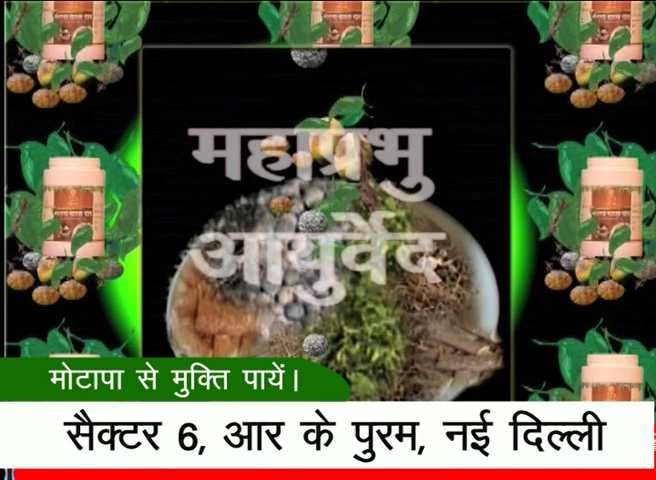 महाप्रभु
आयुर्वेद
मोटापा से मुक्ति पायें।
सैक्टर 6, आर के पुरम, नई दिल्ली